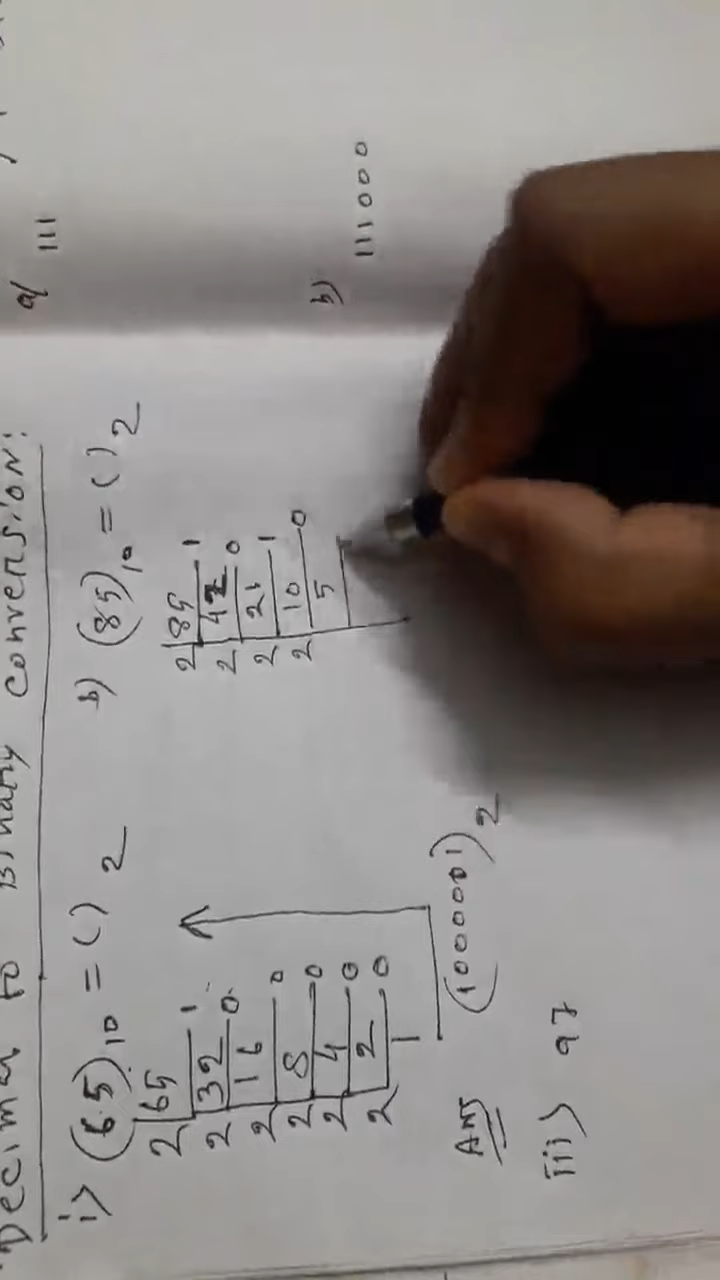 Decimal to Binary conversion:
i> (65)10 = ( )2
2 65
2 32 1
2 16 0
2 8 0
2 4 0
2 2 0
1 0
Ans (1000001)2
iii> 97
b) (85)10 = ( )2
2 85
2 42 1
2 21 0
2 10 1
5 0
a) 111
b) 111000